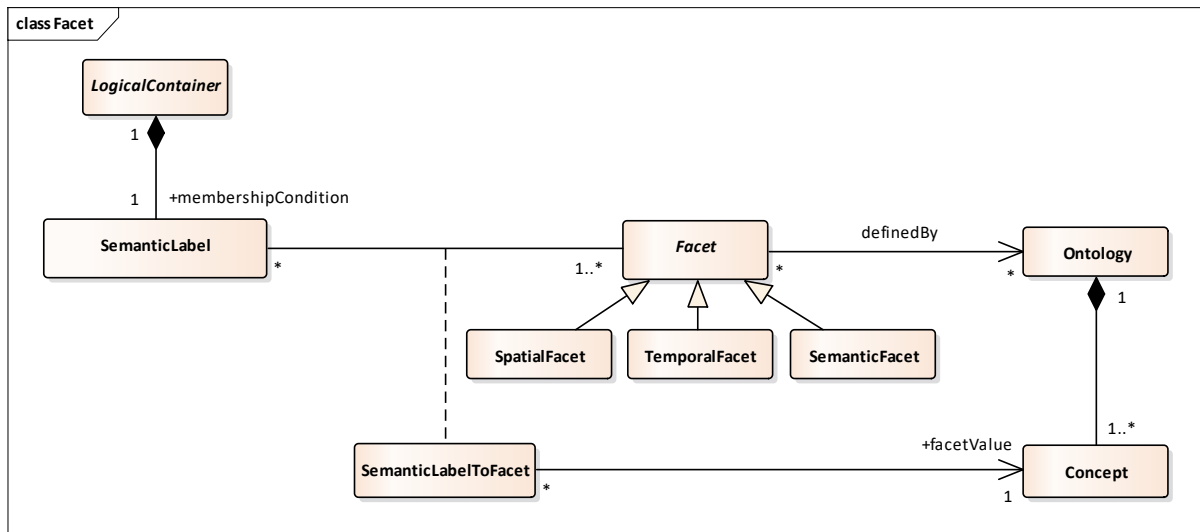 class Facet
LogicalContainer
1
1
+membershipCondition
SemanticLabel
*
1..*
Facet
*
definedBy
*
Ontology
1
SpatialFacet
TemporalFacet
SemanticFacet
1..*
+facetValue
SemanticLabelToFacet
*
1
Concept